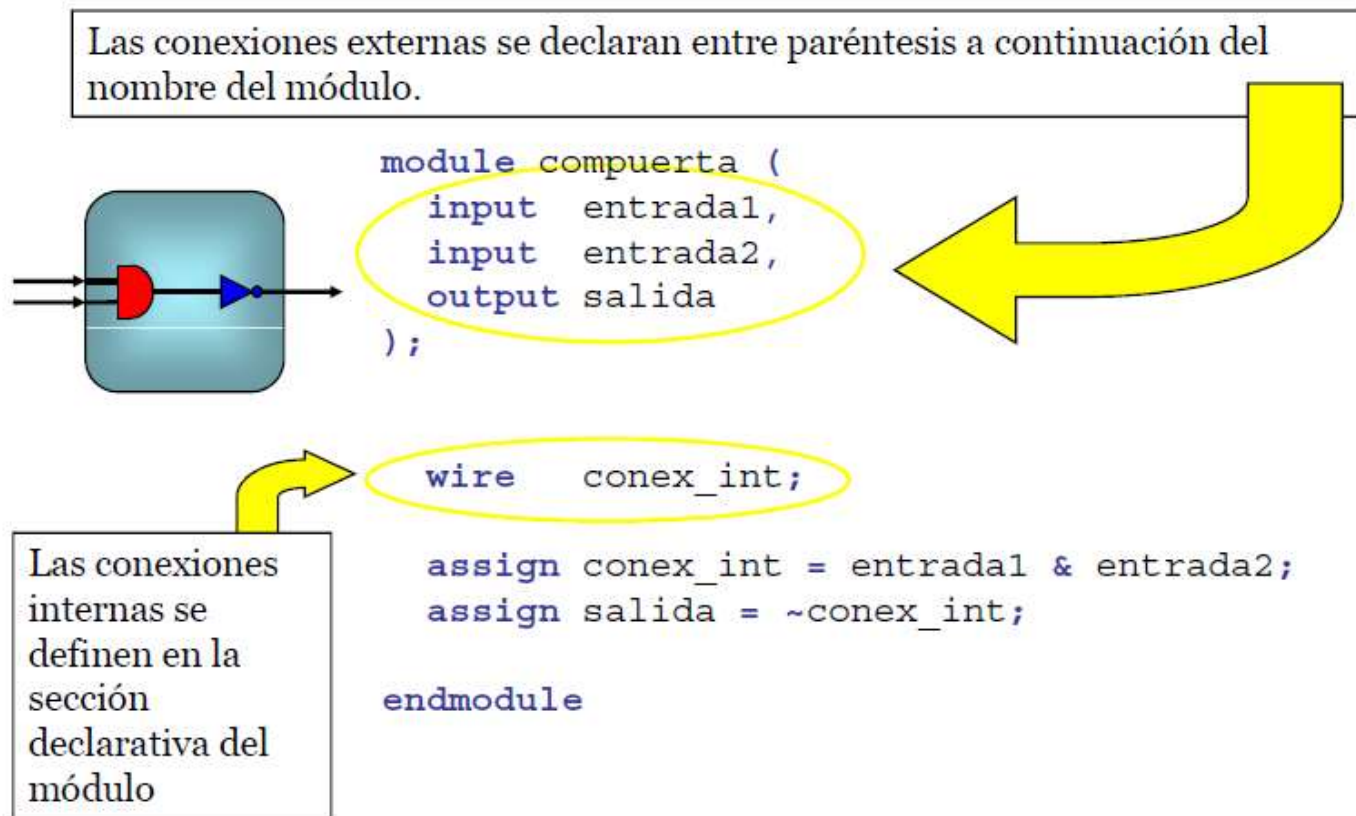 Las conexiones externas se declaran entre paréntesis a continuación del
nombre del módulo.
module compuerta (
input entrada1,
input entrada2,
output salida
);
wire conex_int;
assign conex_int = entrada1 & entrada2;
assign salida = ~conex_int;
endmodule
Las conexiones
internas se
definen en la
sección
declarativa del
módulo